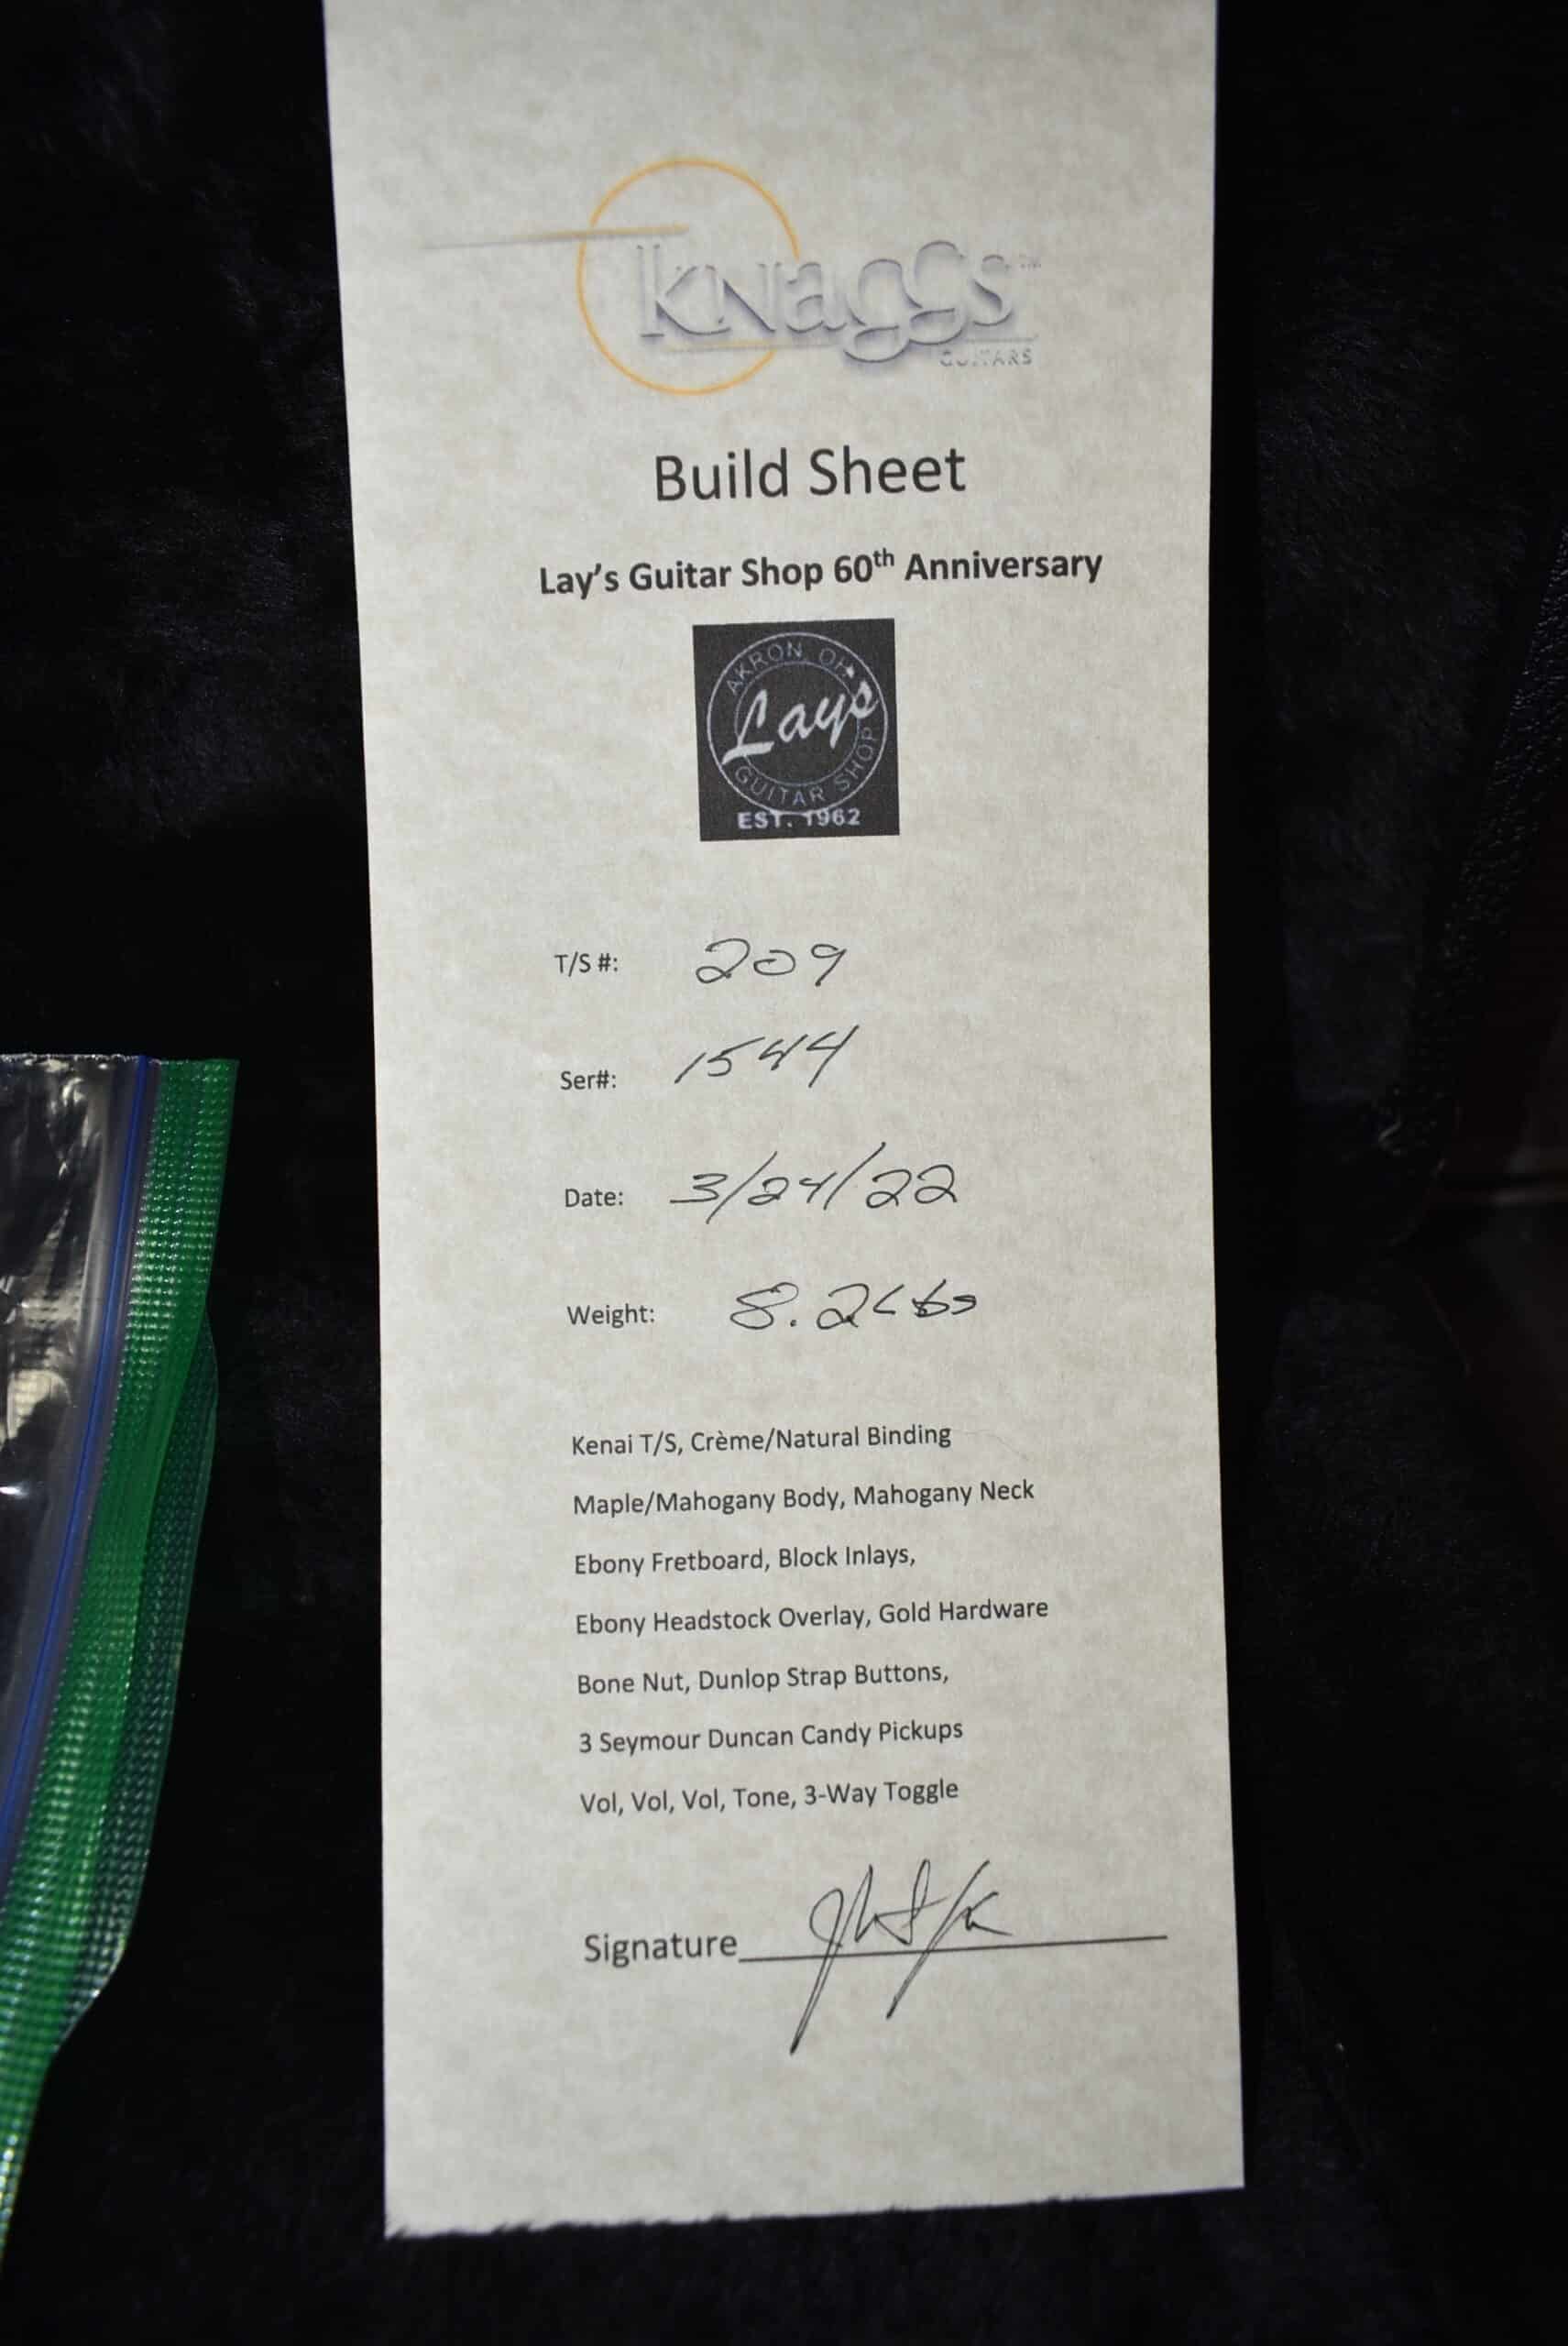 Knaggs™
GUITARS
Build Sheet
Lay's Guitar Shop 60th Anniversary
AKRON, OH.
Lays
GUITAR SHOP
EST. 1962
T/S #: 209
Ser#: 1544
Date: 3/24/22
Weight: 8.2Lbs
Kenai T/S, Crème/Natural Binding
Maple/Mahogany Body, Mahogany Neck
Ebony Fretboard, Block Inlays,
Ebony Headstock Overlay, Gold Hardware
Bone Nut, Dunlop Strap Buttons,
3 Seymour Duncan Candy Pickups
Vol, Vol, Vol, Tone, 3-Way Toggle
Signature